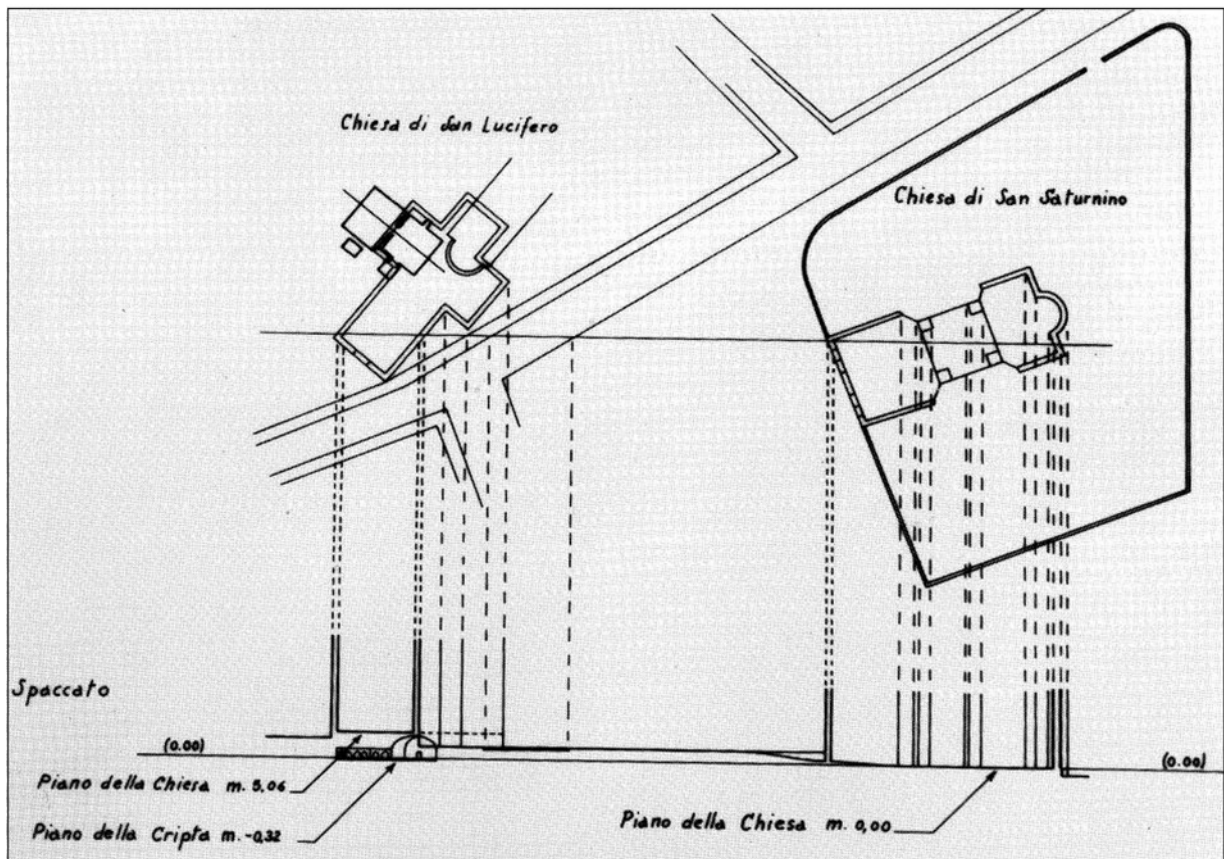 Chiesa di San Lucifero
Chiesa di San Saturnino
Spaccato
(0.00)
(0.00)
Piano della Chiesa m. 5,06
Piano della Cripta m. -0,32
Piano della Chiesa m. 0,00